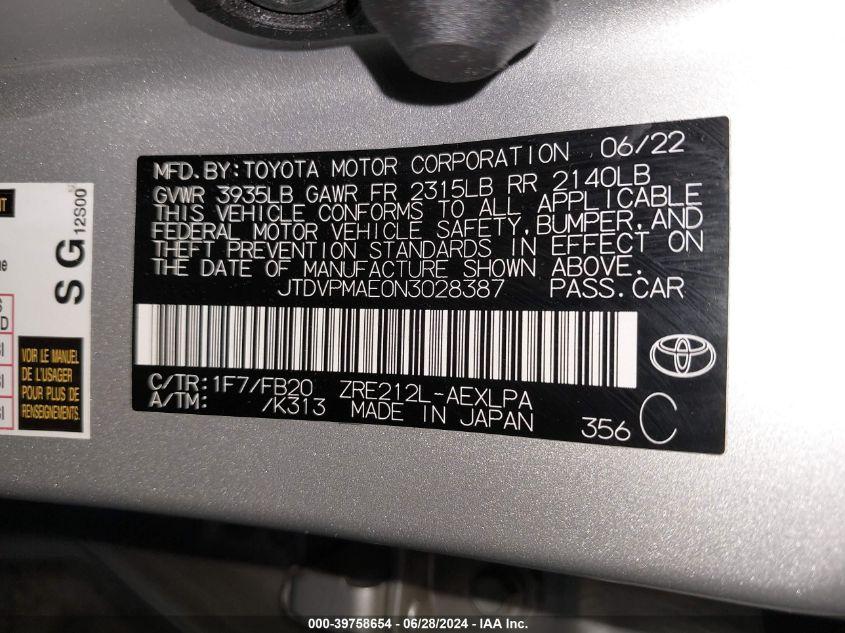 MFD. BY: TOYOTA MOTOR CORPORATION 06/22
GVWR 3935LB GAWR FR 2315LB RR 2140LB
THIS VEHICLE CONFORMS TO ALL APPLICABLE
FEDERAL MOTOR VEHICLE SAFETY, BUMPER, AND
THEFT PREVENTION STANDARDS IN EFFECT ON
THE DATE OF MANUFACTURE SHOWN ABOVE.
JTDVPMAE0N3028387 PASS.CAR
C/TR: 1F7/FB20 ZRE212L-AEXLPA
A/TM: /K313 MADE IN JAPAN 356 C
SG 12S00
VOIR LE MANUEL
DE L'USAGER
POUR PLUS DE
RENSEIGNEMENTS.
000-39758654 / 06/28/2024 / IAA Inc.